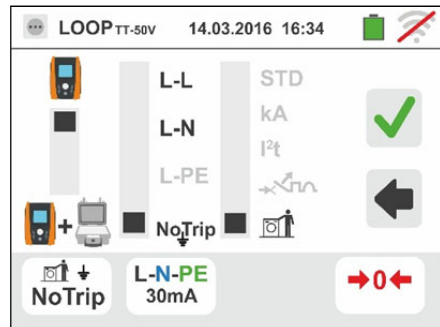 LOOP TT-50V 14.03.2016 16:34
L-L STD
L-N kA
I²t
L-PE
NoTrip
NoTrip
L-N-PE
30mA
→0←